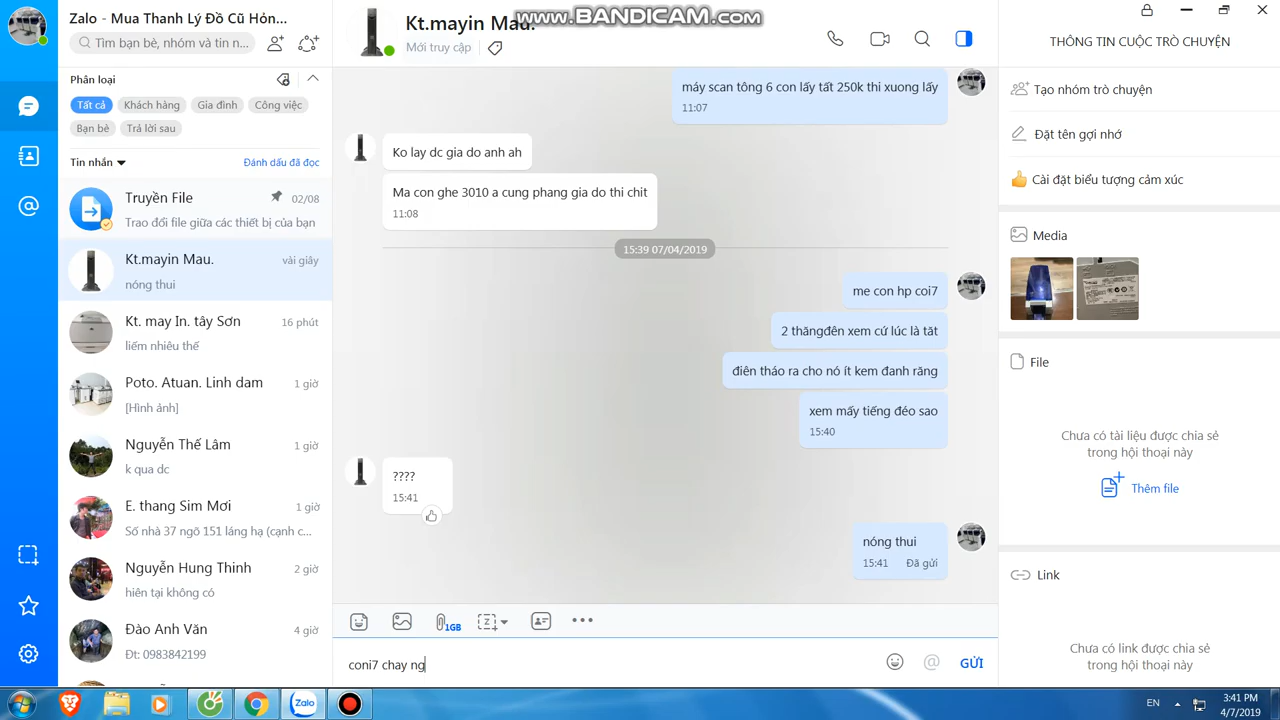 Zalo - Mua Thanh Lý Đồ Cũ Hỏn...
Tìm bạn bè, nhóm và tin n...
Phân loại
Tất cả
Khách hàng
Gia đình
Công việc
Bạn bè
Trả lời sau
Tin nhắn
Đánh dấu đã đọc
Truyền File
02/08
Trao đổi file giữa các thiết bị của bạn
Kt.mayin Mau.
vài giây
nóng thui
Kt. may In. tây Sơn
16 phút
liếm nhiêu thế
Poto. Atuan. Linh dam
1 giờ
[Hình ảnh]
Nguyễn Thế Lâm
1 giờ
k qua dc
E. thang Sim Mơi
1 giờ
Số nhà 37 ngõ 151 láng hạ (cạnh c...
Nguyễn Hung Thinh
2 giờ
hiên tại không có
Đào Anh Văn
4 giờ
Đt: 0983842199
Kt.mayin Mau.
www.BANDICAM.com
Mới truy cập
máy scan tông 6 con lấy tất 250k thi xuong lấy
11:07
Ko lay dc gia do anh ah
Ma con ghe 3010 a cung phang gia do thi chit
11:08
15:39 07/04/2019
me con hp coi7
2 thăngđên xem cứ lúc là tăt
điên tháo ra cho nó ít kem đanh răng
xem mấy tiếng đéo sao
15:40
????
15:41
nóng thui
15:41 Đã gửi
1GB
coni7 chay ng
GỬI
THÔNG TIN CUỘC TRÒ CHUYỆN
Tạo nhóm trò chuyện
Đặt tên gợi nhớ
Cài đặt biểu tượng cảm xúc
Media
File
Chưa có tài liệu được chia sẻ
trong hội thoại này
Thêm file
Link
Chưa có link được chia sẻ
trong hội thoại này
Zalo
EN
3:41 PM
4/7/2019